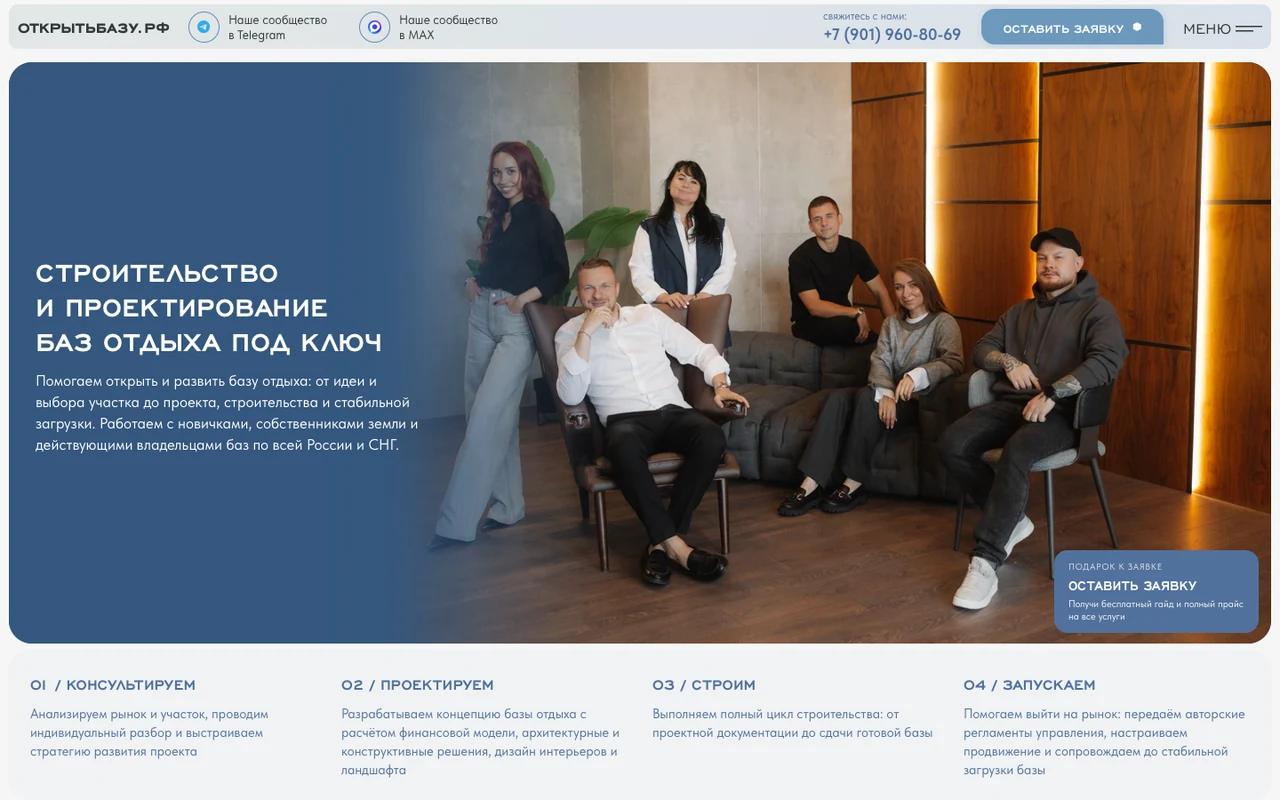 ОТКРЫТЬБАЗУ.РФ
Наше сообщество
в Telegram
Наше сообщество
в MAX
свяжитесь с нами:
+7 (901) 960-80-69
ОСТАВИТЬ ЗАЯВКУ
МЕНЮ
СТРОИТЕЛЬСТВО
И ПРОЕКТИРОВАНИЕ
БАЗ ОТДЫХА ПОД КЛЮЧ
Помогаем открыть и развить базу отдыха: от идеи и
выбора участка до проекта, строительства и стабильной
загрузки. Работаем с новичками, собственниками земли и
действующими владельцами баз по всей России и СНГ.
ПОДАРОК К ЗАЯВКЕ
ОСТАВИТЬ ЗАЯВКУ
Получи бесплатный гайд и полный прайс
на все услуги
01 / КОНСУЛЬТИРУЕМ
Анализируем рынок и участок, проводим
индивидуальный разбор и выстраиваем
стратегию развития проекта
02 / ПРОЕКТИРУЕМ
Разрабатываем концепцию базы отдыха с
расчётом финансовой модели, архитектурные и
конструктивные решения, дизайн интерьеров и
ландшафта
03 / СТРОИМ
Выполняем полный цикл строительства: от
проектной документации до сдачи готовой базы
04 / ЗАПУСКАЕМ
Помогаем выйти на рынок: передаём авторские
регламенты управления, настраиваем
продвижение и сопровождаем до стабильной
загрузки базы